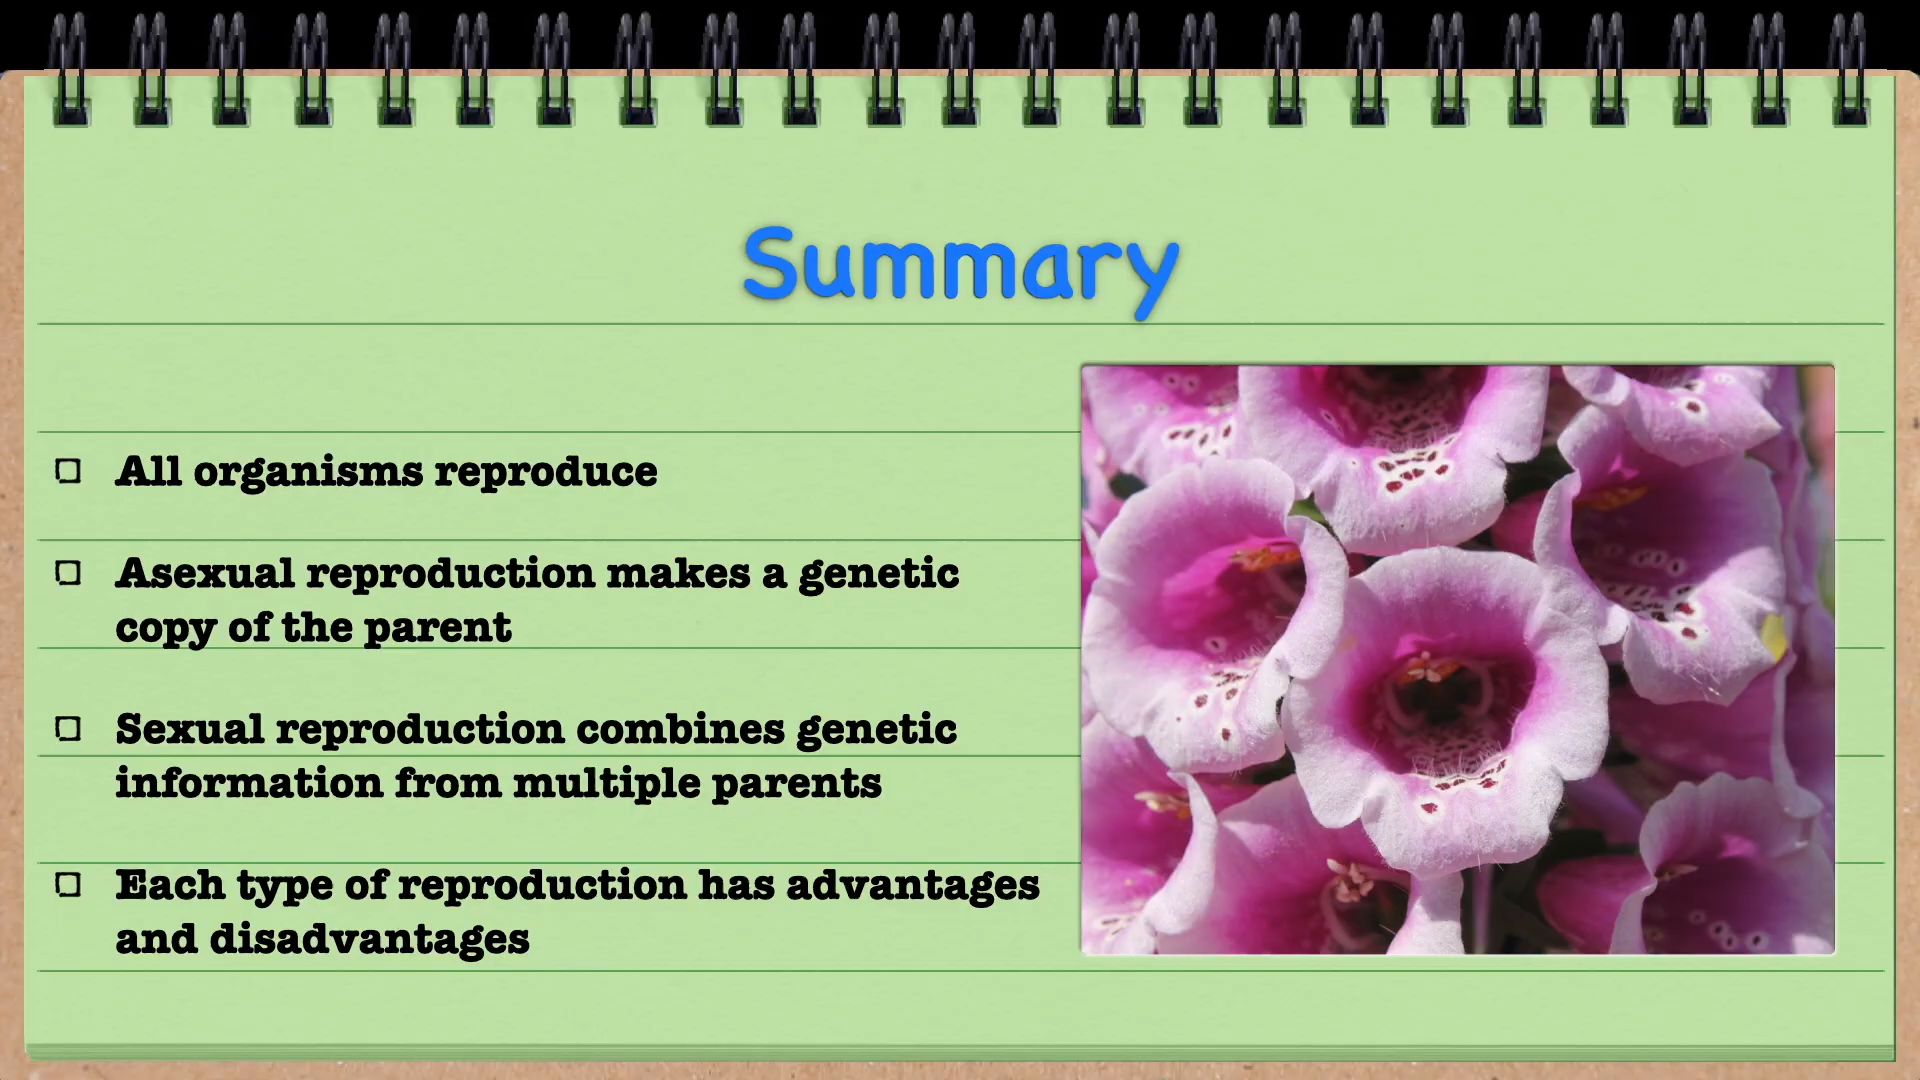 Summary
All organisms reproduce
Asexual reproduction makes a genetic
copy of the parent
Sexual reproduction combines genetic
information from multiple parents
Each type of reproduction has advantages
and disadvantages